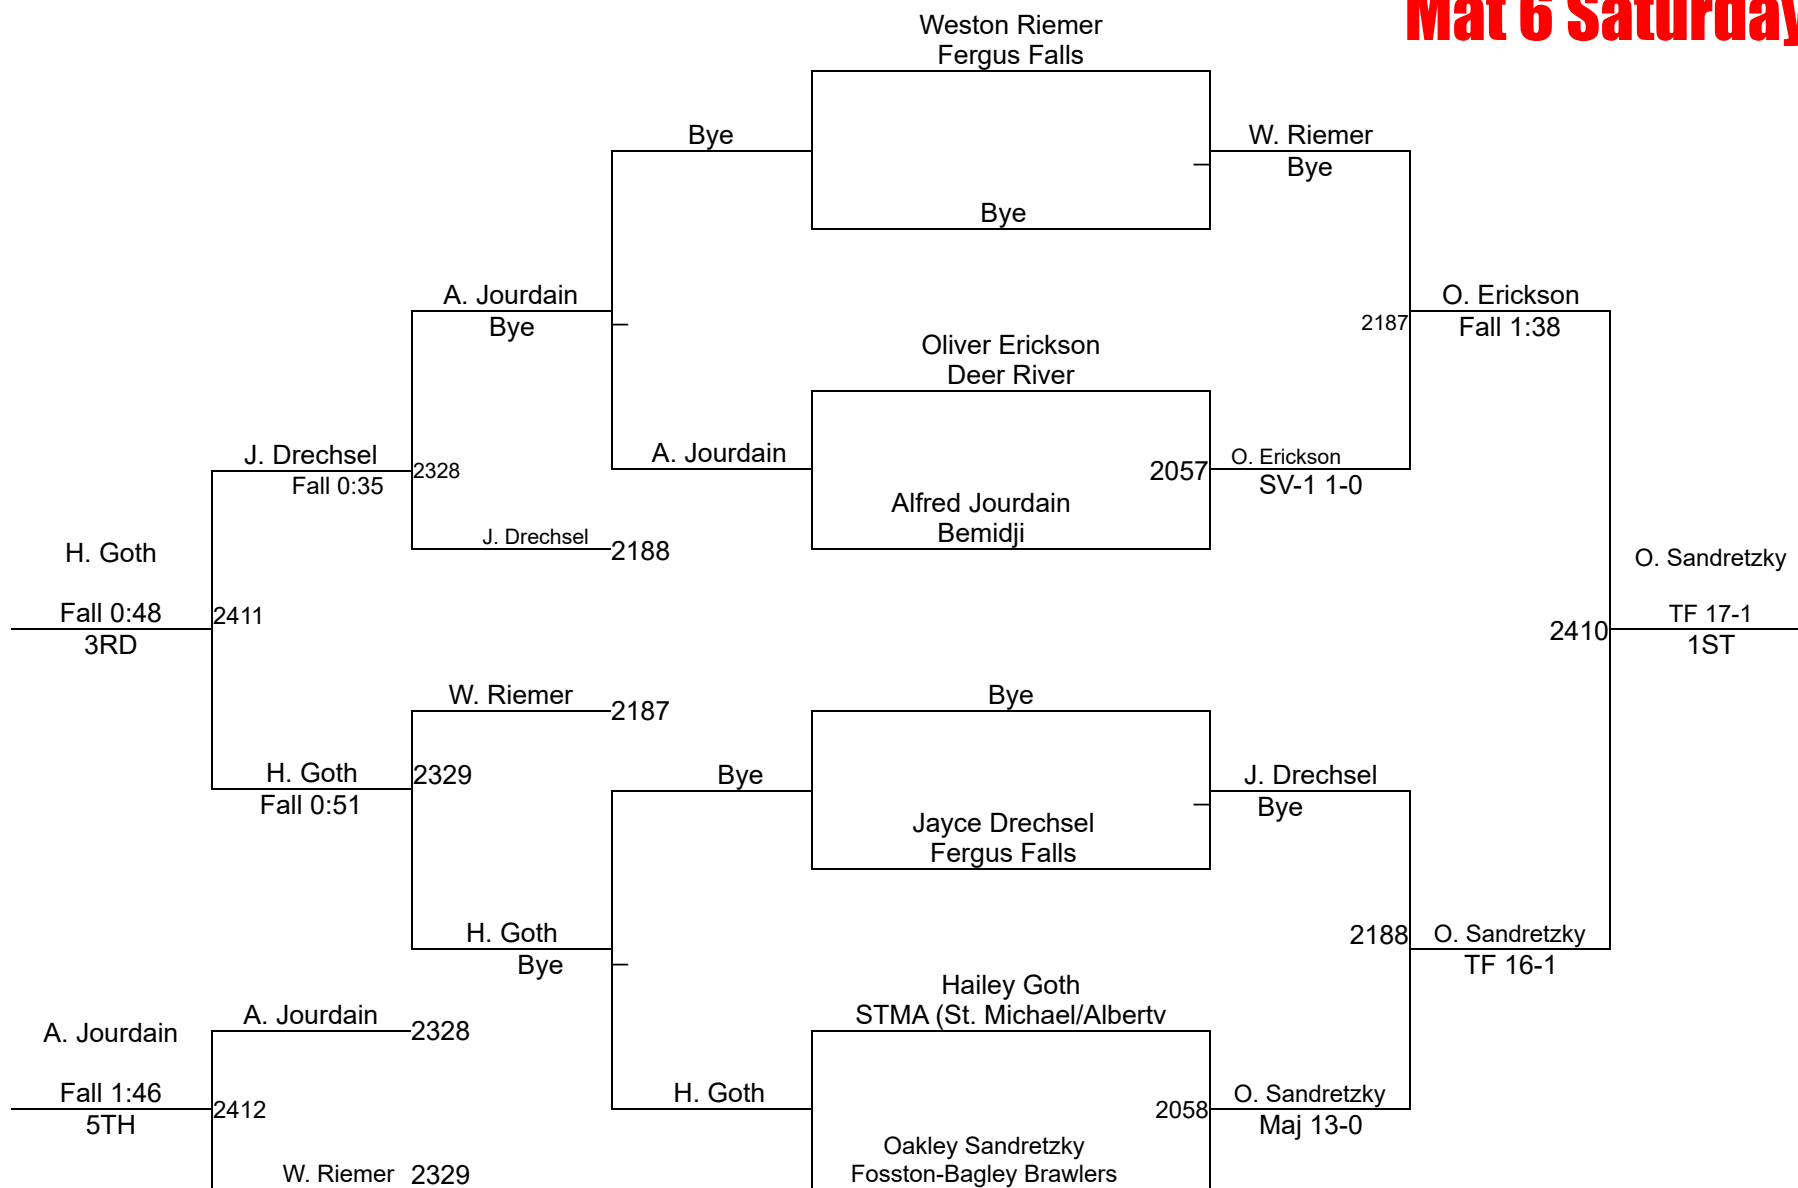 Mat 6 Saturday
Weston Riemer
Fergus Falls
Bye
W. Riemer
Bye
Bye
A. Jourdain
Bye
O. Erickson
2187
Fall 1:38
Oliver Erickson
Deer River
J. Drechsel
2328
Fall 0:35
A. Jourdain
2057
O. Erickson
SV-1 1-0
Alfred Jourdain
Bemidji
J. Drechsel
2188
H. Goth
Fall 0:48
2411
3RD
O. Sandretzky
2410
TF 17-1
1ST
W. Riemer
2187
Bye
H. Goth
2329
Fall 0:51
Bye
J. Drechsel
Bye
Jayce Drechsel
Fergus Falls
H. Goth
Bye
2188
O. Sandretzky
TF 16-1
Hailey Goth
STMA (St. Michael/Albertv
A. Jourdain
A. Jourdain
2328
Fall 1:46
2412
5TH
H. Goth
2058
O. Sandretzky
Maj 13-0
Oakley Sandretzky
Fosston-Bagley Brawlers
W. Riemer
2329